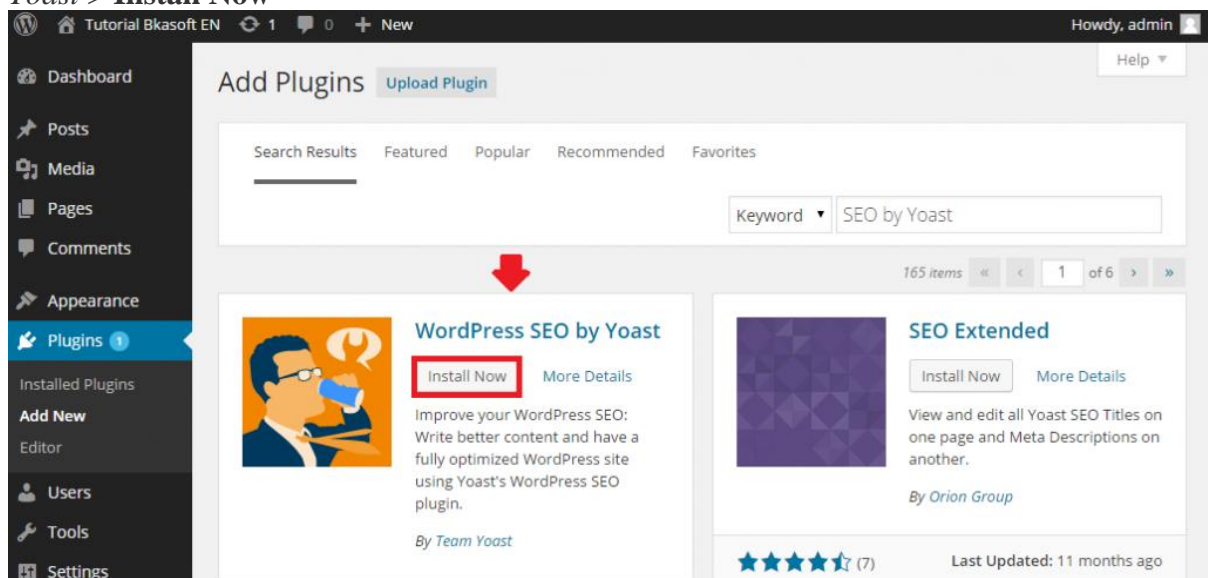 Yoast > Install Now
Tutorial Bkasoft EN 1 0 + New Howdy, admin
Help
Dashboard
Add Plugins Upload Plugin
Posts
Search Results Featured Popular Recommended Favorites
Media
Pages
Keyword SEO by Yoast
Comments
165 items « ‹ 1 of 6 › »
Appearance
WordPress SEO by Yoast
SEO Extended
Plugins 1
Install Now More Details
Install Now More Details
Installed Plugins
Add New
Editor
Improve your WordPress SEO:
Write better content and have a
fully optimized WordPress site
using Yoast's WordPress SEO
plugin.
By Team Yoast
View and edit all Yoast SEO Titles on
one page and Meta Descriptions on
another.
By Orion Group
Users
Tools
Settings
(7) Last Updated: 11 months ago